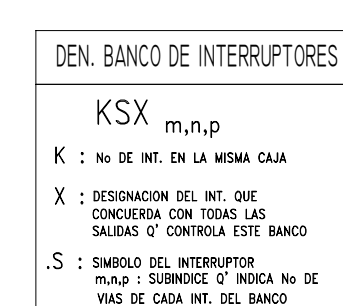 DEN. BANCO DE INTERRUPTORES
KSX m,n,p
K : No DE INT. EN LA MISMA CAJA
X : DESIGNACION DEL INT. QUE
CONCUERDA CON TODAS LAS
SALIDAS Q' CONTROLA ESTE BANCO
.S : SIMBOLO DEL INTERRUPTOR
m,n,p : SUBINDICE Q' INDICA No DE
VIAS DE CADA INT. DEL BANCO